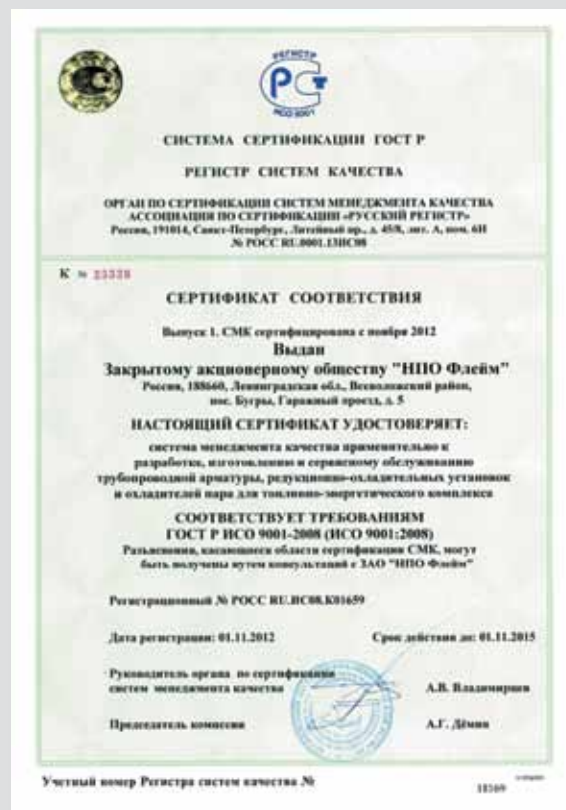 РЕГИСТР
РС
ИСО 9001
СИСТЕМА СЕРТИФИКАЦИИ ГОСТ Р
РЕГИСТР СИСТЕМ КАЧЕСТВА
ОРГАН ПО СЕРТИФИКАЦИИ СИСТЕМ МЕНЕДЖМЕНТА КАЧЕСТВА
АССОЦИАЦИЯ ПО СЕРТИФИКАЦИИ «РУССКИЙ РЕГИСТР»
Россия, 191014, Санкт-Петербург, Литейный пр., д. 45/8, лит. А, пом. 6Н
№ РОСС RU.0001.13ИС08
К №
СЕРТИФИКАТ СООТВЕТСТВИЯ
Выпуск 1. СМК сертифицирована с ноября 2012
Выдан
Закрытому акционерному обществу "НПО Флейм"
Россия, 188660, Ленинградская обл., Всеволожский район,
пос. Бугры, Гаражный проезд, д. 5
НАСТОЯЩИЙ СЕРТИФИКАТ УДОСТОВЕРЯЕТ:
система менеджмента качества применительно к
разработке, изготовлению и сервисному обслуживанию
трубопроводной арматуры, редукционно-охладительных установок
и охладителей пара для топливно-энергетического комплекса
СООТВЕТСТВУЕТ ТРЕБОВАНИЯМ
ГОСТ Р ИСО 9001-2008 (ИСО 9001:2008)
Разъяснения, касающиеся области сертификации СМК, могут
быть получены путем консультаций с ЗАО "НПО Флейм"
Регистрационный № РОСС RU.ИС08.К01659
Дата регистрации: 01.11.2012 Срок действия до: 01.11.2015
Руководитель органа по сертификации
систем менеджмента качества А.В. Владимирцев
Председатель комиссии А.Г. Дёмин
Учетный номер Регистра систем качества № 18169